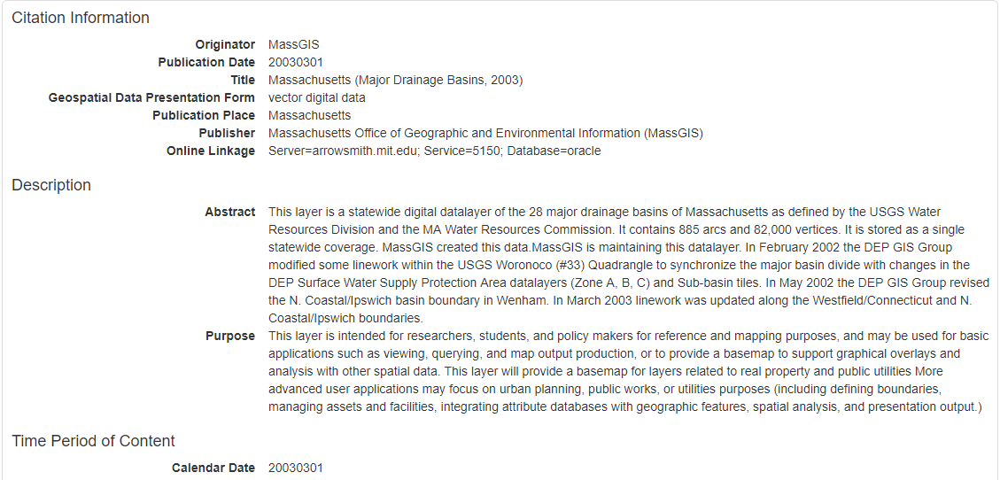 Citation Information
Originator MassGIS
Publication Date 20030301
Title Massachusetts (Major Drainage Basins, 2003)
Geospatial Data Presentation Form vector digital data
Publication Place Massachusetts
Publisher Massachusetts Office of Geographic and Environmental Information (MassGIS)
Online Linkage Server=arrowsmith.mit.edu; Service=5150; Database=oracle
Description
Abstract This layer is a statewide digital datalayer of the 28 major drainage basins of Massachusetts as defined by the USGS Water
Resources Division and the MA Water Resources Commission. It contains 885 arcs and 82,000 vertices. It is stored as a single
statewide coverage. MassGIS created this data.MassGIS is maintaining this datalayer. In February 2002 the DEP GIS Group
modified some linework within the USGS Woronoco (#33) Quadrangle to synchronize the major basin divide with changes in the
DEP Surface Water Supply Protection Area datalayers (Zone A, B, C) and Sub-basin tiles. In May 2002 the DEP GIS Group revised
the N. Coastal/Ipswich basin boundary in Wenham. In March 2003 linework was updated along the Westfield/Connecticut and N.
Coastal/Ipswich boundaries.
Purpose This layer is intended for researchers, students, and policy makers for reference and mapping purposes, and may be used for basic
applications such as viewing, querying, and map output production, or to provide a basemap to support graphical overlays and
analysis with other spatial data. This layer will provide a basemap for layers related to real property and public utilities More
advanced user applications may focus on urban planning, public works, or utilities purposes (including defining boundaries,
managing assets and facilities, integrating attribute databases with geographic features, spatial analysis, and presentation output.)
Time Period of Content
Calendar Date 20030301